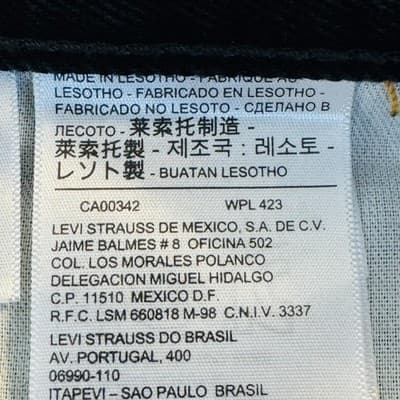 MADE IN LESOTHO - FABRIQUÉ AU
LESOTHO - FABRICADO EN LESOTHO -
FABRICADO NO LESOTO - СДЕЛАНО В
ЛЕСОТО - 莱索托制造 -
萊索托製 - 제조국 : 레소토 -
レソト製 - BUATAN LESOTHO
CA00342 WPL 423
LEVI STRAUSS DE MEXICO, S.A. DE C.V.
JAIME BALMES # 8 OFICINA 502
COL. LOS MORALES POLANCO
DELEGACION MIGUEL HIDALGO
C.P. 11510 MEXICO D.F.
R.F.C. LSM 660818 M-98 C.N.I.V. 3337
LEVI STRAUSS DO BRASIL
AV. PORTUGAL, 400
06990-110
ITAPEVI – SAO PAULO BRASIL